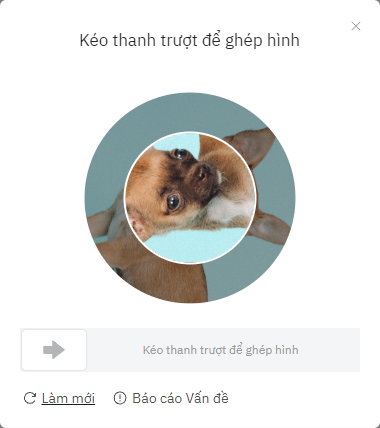 Kéo thanh trượt để ghép hình
Kéo thanh trượt để ghép hình
Làm mới Báo cáo Vấn đề